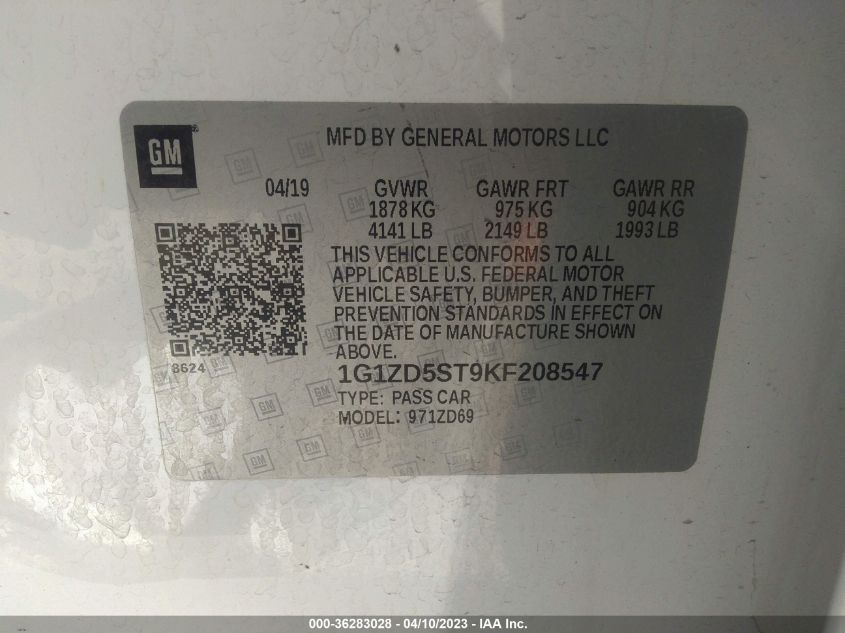 GM
MFD BY GENERAL MOTORS LLC
04/19 GVWR GAWR FRT GAWR RR
1878 KG 975 KG 904 KG
4141 LB 2149 LB 1993 LB
THIS VEHICLE CONFORMS TO ALL
APPLICABLE U.S. FEDERAL MOTOR
VEHICLE SAFETY, BUMPER, AND THEFT
PREVENTION STANDARDS IN EFFECT ON
THE DATE OF MANUFACTURE SHOWN
ABOVE.
8624
1G1ZD5ST9KF208547
TYPE: PASS CAR
MODEL: 971ZD69
000-36283028 - 04/10/2023 - IAA Inc.